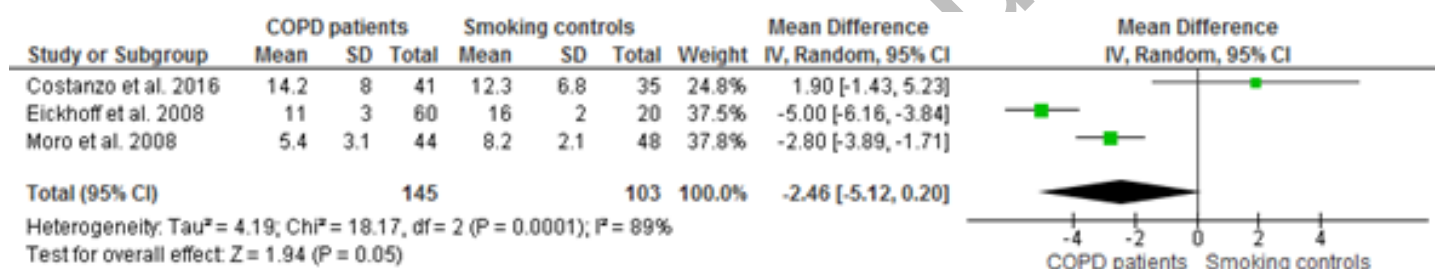 COPD patients Smoking controls Mean Difference Mean Difference
Study or Subgroup Mean SD Total Mean SD Total Weight IV, Random, 95% CI IV, Random, 95% CI
Costanzo et al. 2016 14.2 8 41 12.3 6.8 35 24.8% 1.90 [-1.43, 5.23]
Eickhoff et al. 2008 11 3 60 16 2 20 37.5% -5.00 [-6.16, -3.84]
Moro et al. 2008 5.4 3.1 44 8.2 2.1 48 37.8% -2.80 [-3.89, -1.71]
Total (95% CI) 145 103 100.0% -2.46 [-5.12, 0.20]
Heterogeneity: Tau² = 4.19; Chi² = 18.17, df = 2 (P = 0.0001); I² = 89%
Test for overall effect: Z = 1.94 (P = 0.05)
-4 -2 0 2 4
COPD patients Smoking controls